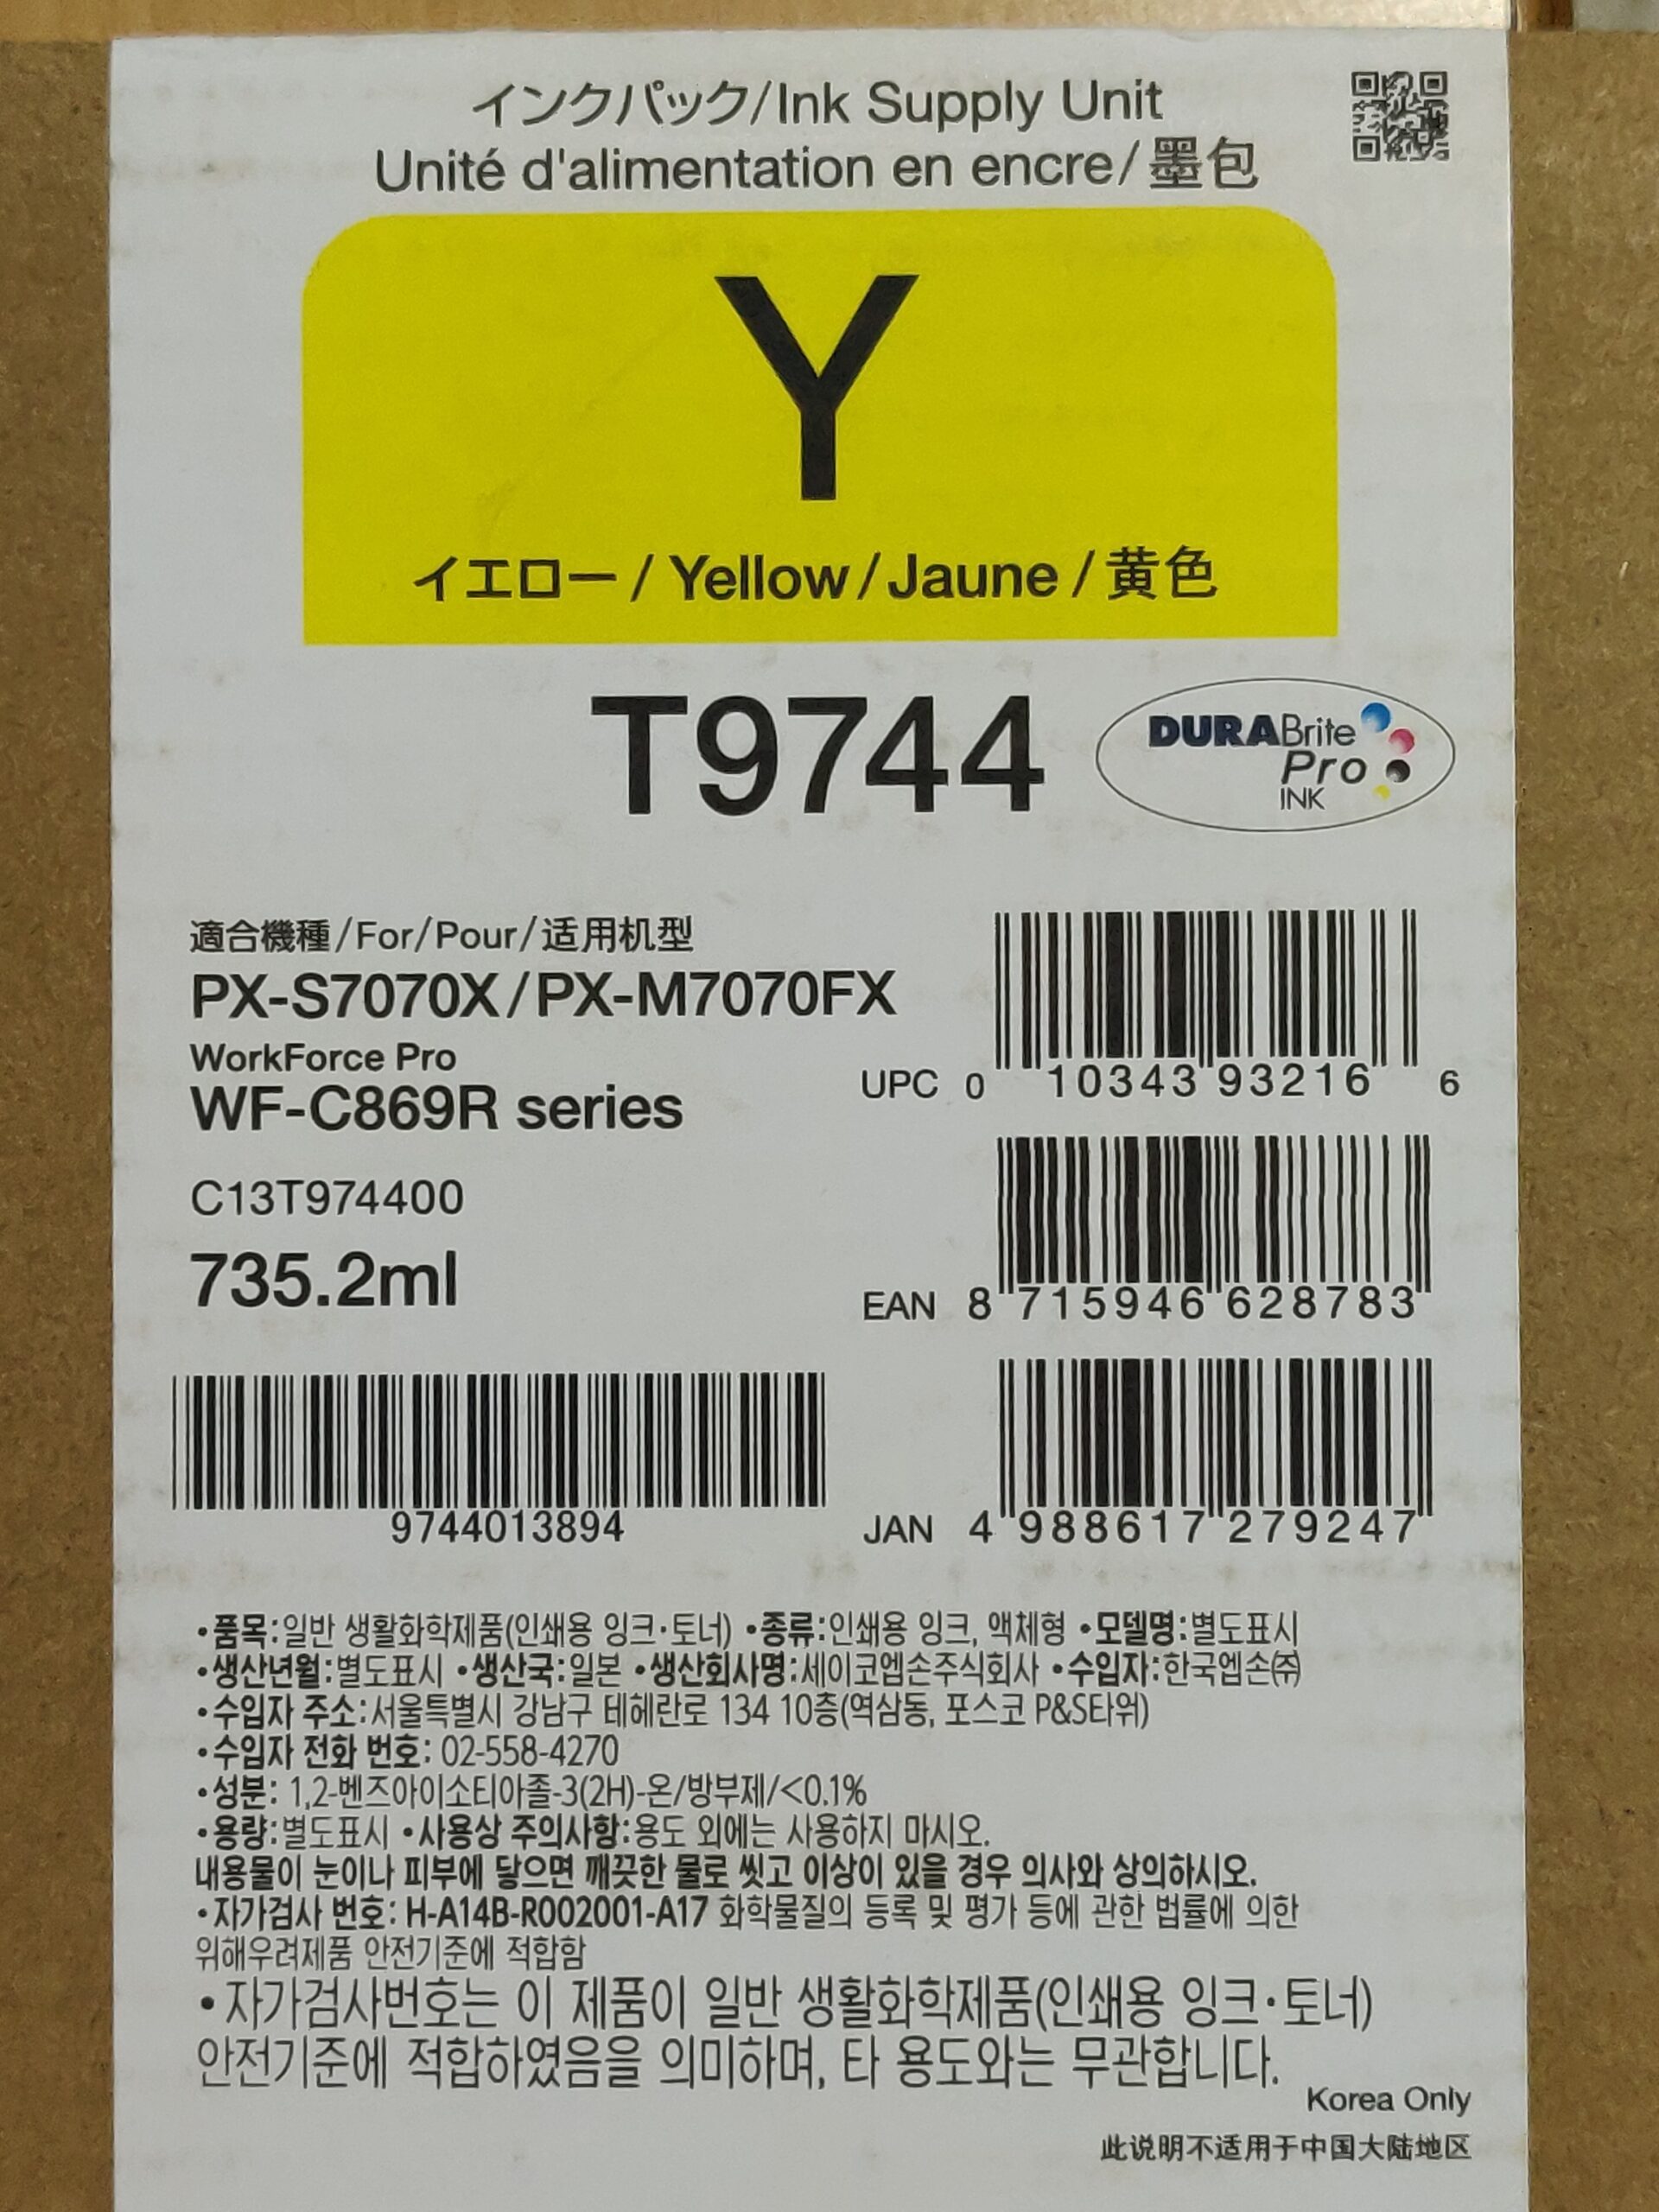 インクパック/Ink Supply Unit
Unité d'alimentation en encre/墨包
Y
イエロー/Yellow/Jaune/黄色
T9744
DURABrite
Pro
INK
適合機種/For/Pour/适用机型
PX-S7070X/PX-M7070FX
WorkForce Pro
WF-C869R series
C13T974400
735.2ml
UPC 0 10343 93216 6
EAN 8 715946 628783
9744013894
JAN 4 988617 279247
•품목:일반 생활화학제품(인쇄용 잉크·토너) •종류:인쇄용 잉크, 액체형 •모델명:별도표시
•생산년월:별도표시 •생산국:일본 •생산회사명:세이코엡손주식회사 •수입자:한국엡손㈜
•수입자 주소:서울특별시 강남구 테헤란로 134 10층(역삼동, 포스코 P&S타워)
•수입자 전화 번호: 02-558-4270
•성분: 1,2-벤즈아이소티아졸-3(2H)-온/방부제/<0.1%
•용량:별도표시 •사용상 주의사항:용도 외에는 사용하지 마시오.
내용물이 눈이나 피부에 닿으면 깨끗한 물로 씻고 이상이 있을 경우 의사와 상의하시오.
•자가검사 번호: H-A14B-R002001-A17 화학물질의 등록 및 평가 등에 관한 법률에 의한
위해우려제품 안전기준에 적합함
•자가검사번호는 이 제품이 일반 생활화학제품(인쇄용 잉크·토너)
안전기준에 적합하였음을 의미하며, 타 용도와는 무관합니다.
Korea Only
此说明不适用于中国大陆地区